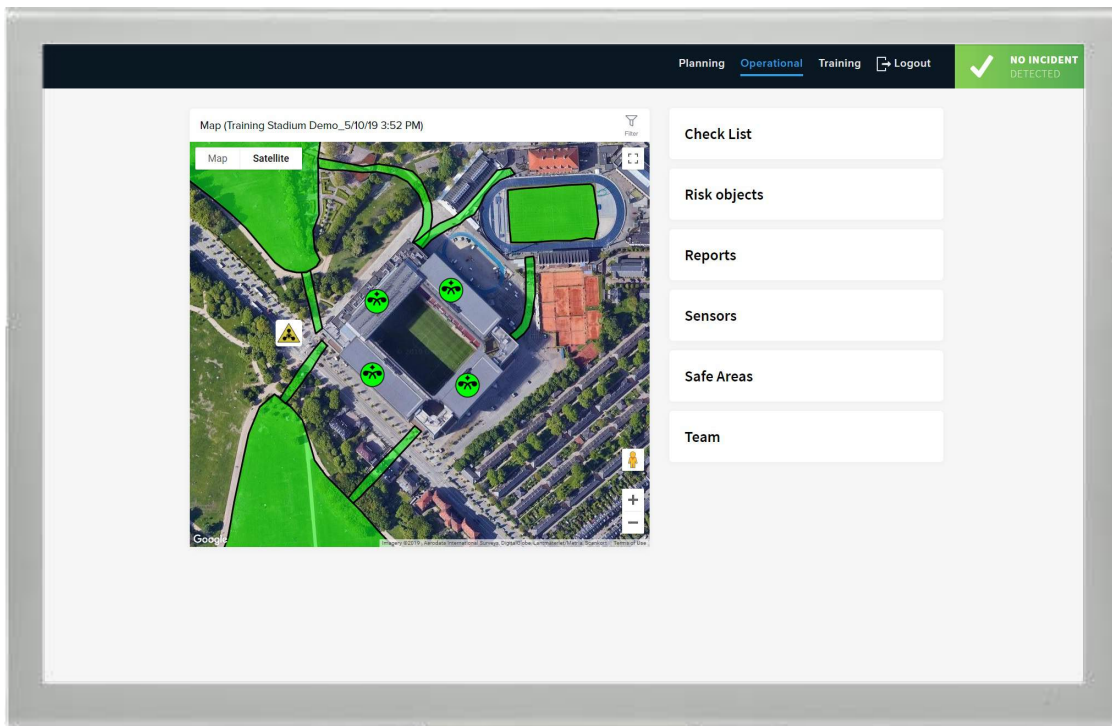 Planning Operational Training Logout
NO INCIDENT
DETECTED
Map (Training Stadium Demo_5/10/19 3:52 PM)
Filter
Map Satellite
Google
Check List
Risk objects
Reports
Sensors
Safe Areas
Team